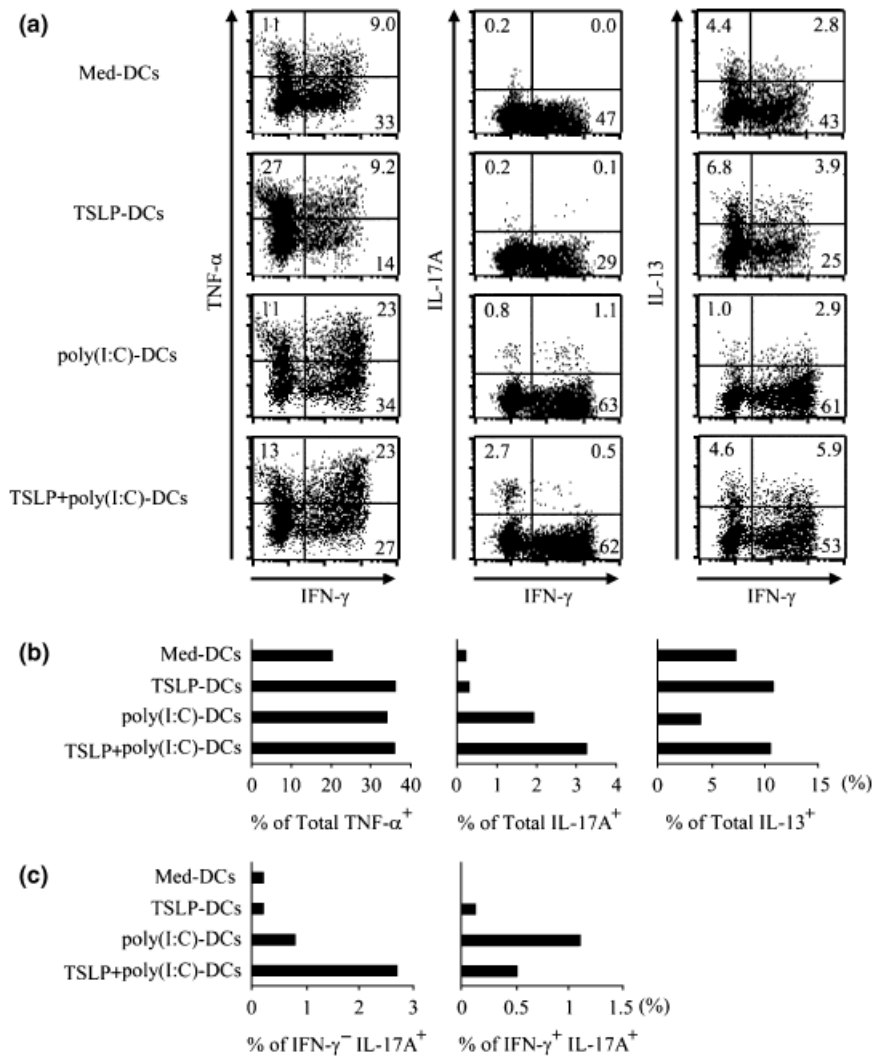 (a)
Med-DCs
11 9.0
33
0.2 0.0
47
4.4 2.8
43
TSLP-DCs
27 9.2
14
0.2 0.1
29
6.8 3.9
25
poly(I:C)-DCs
11 23
34
0.8 1.1
63
1.0 2.9
61
TSLP+poly(I:C)-DCs
13 23
27
2.7 0.5
62
4.6 5.9
53
TNF-α
IL-17A
IL-13
IFN-γ IFN-γ IFN-γ
(b)
Med-DCs
TSLP-DCs
poly(I:C)-DCs
TSLP+poly(I:C)-DCs
0 10 20 30 40
% of Total TNF-α⁺
0 1 2 3 4
% of Total IL-17A⁺
0 5 10 15 (%)
% of Total IL-13⁺
(c)
Med-DCs
TSLP-DCs
poly(I:C)-DCs
TSLP+poly(I:C)-DCs
0 1 2 3
% of IFN-γ⁻ IL-17A⁺
0 0.5 1 1.5 (%)
% of IFN-γ⁺ IL-17A⁺